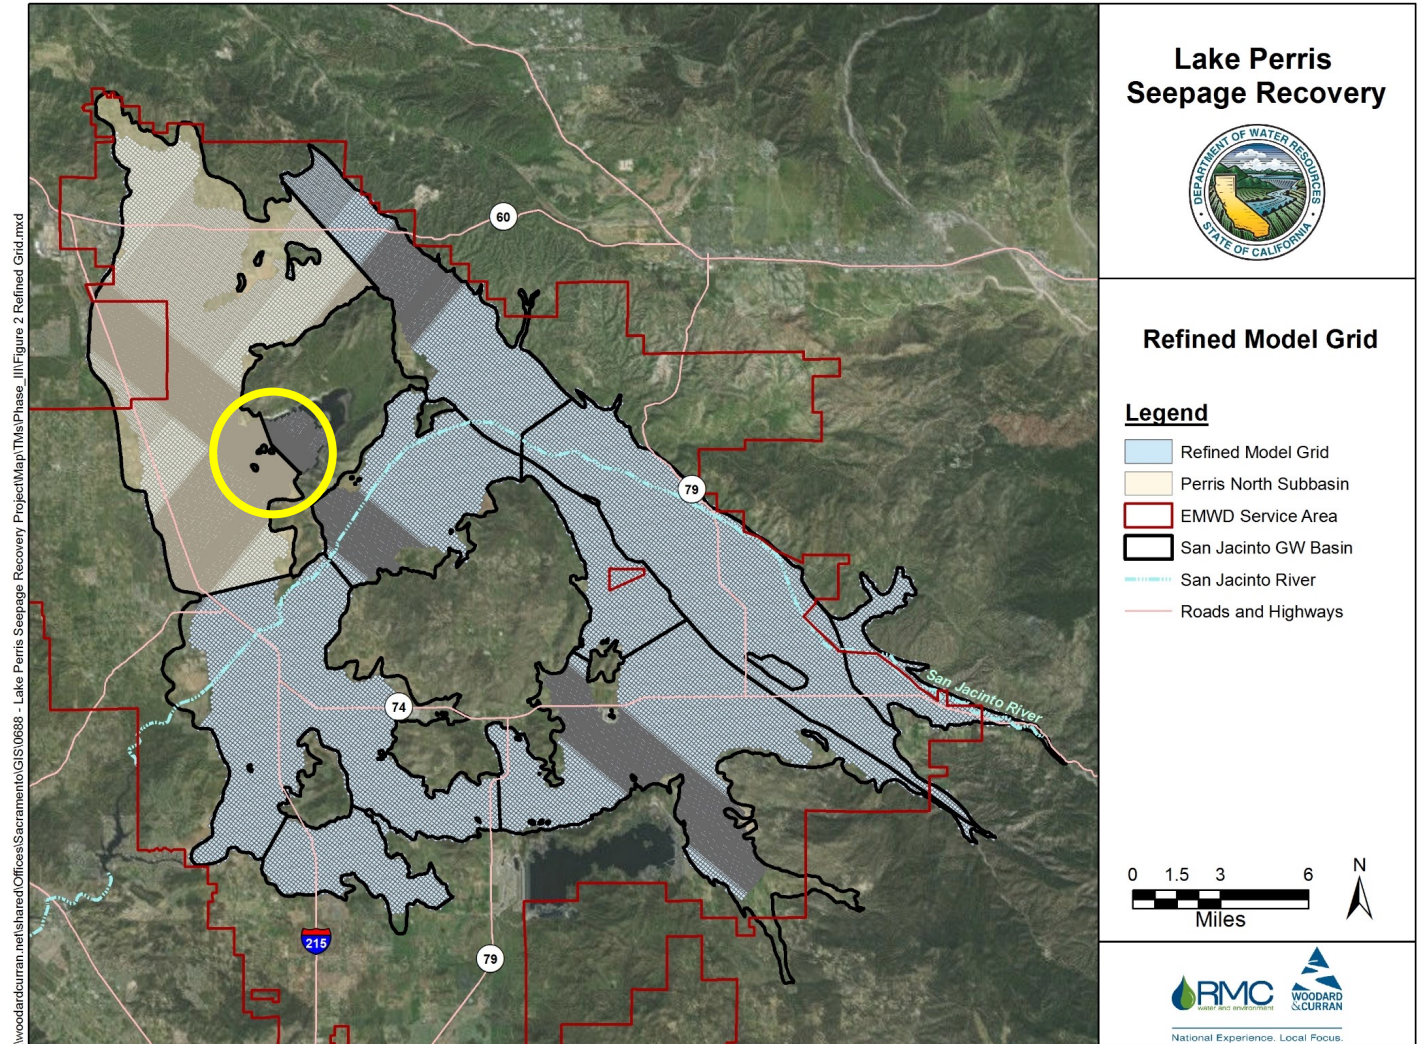 \woodardcurran.net\shared\Offices\Sacramento\GIS\0688 - Lake Perris Seepage Recovery Project\Map\TMs\Phase_III\Figure 2 Refined Grid.mxd
Lake Perris
Seepage Recovery
DEPARTMENT OF WATER RESOURCES
STATE OF CALIFORNIA
Refined Model Grid
Legend
Refined Model Grid
Perris North Subbasin
EMWD Service Area
San Jacinto GW Basin
San Jacinto River
Roads and Highways
60
79
San Jacinto River
74
215
79
0 1.5 3 6
Miles
N
RMC
water and environment
WOODARD
&CURRAN
National Experience. Local Focus.